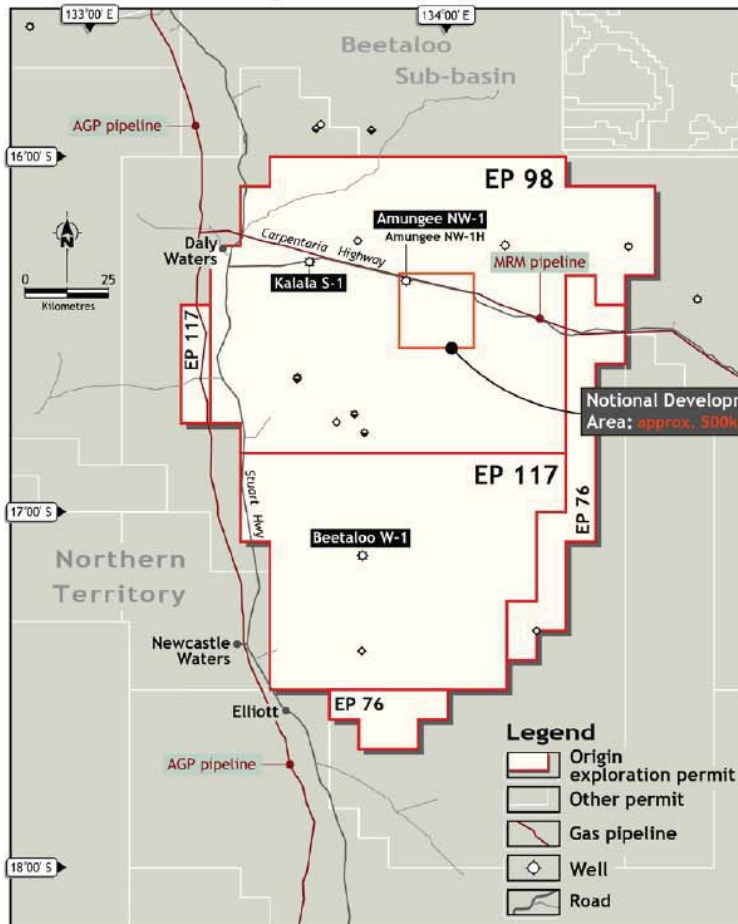 133°00' E
134°00' E
Beetaloo
Sub-basin
AGP pipeline
16°00' S
EP 98
Amungee NW-1
Amungee NW-1H
N
Daly
Waters
Carpentaria Highway
Kalala S-1
MRM pipeline
0 25
Kilometres
EP 117
Notional Developm
Area: approx. 500k
EP 117
EP 76
Stuart Hwy
17°00' S
Beetaloo W-1
Northern
Territory
Newcastle
Waters
EP 76
Elliott
AGP pipeline
Legend
Origin
exploration permit
Other permit
Gas pipeline
Well
Road
18°00' S